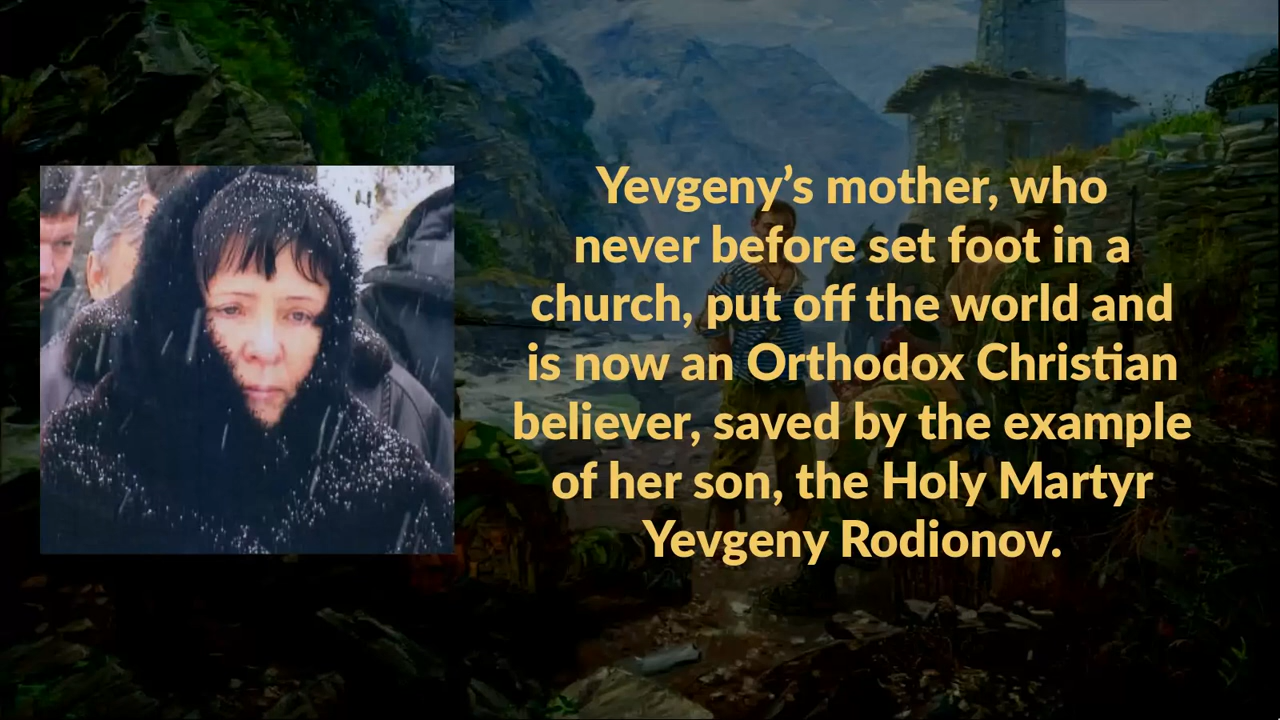 Yevgeny’s mother, who
never before set foot in a
church, put off the world and
is now an Orthodox Christian
believer, saved by the example
of her son, the Holy Martyr
Yevgeny Rodionov.